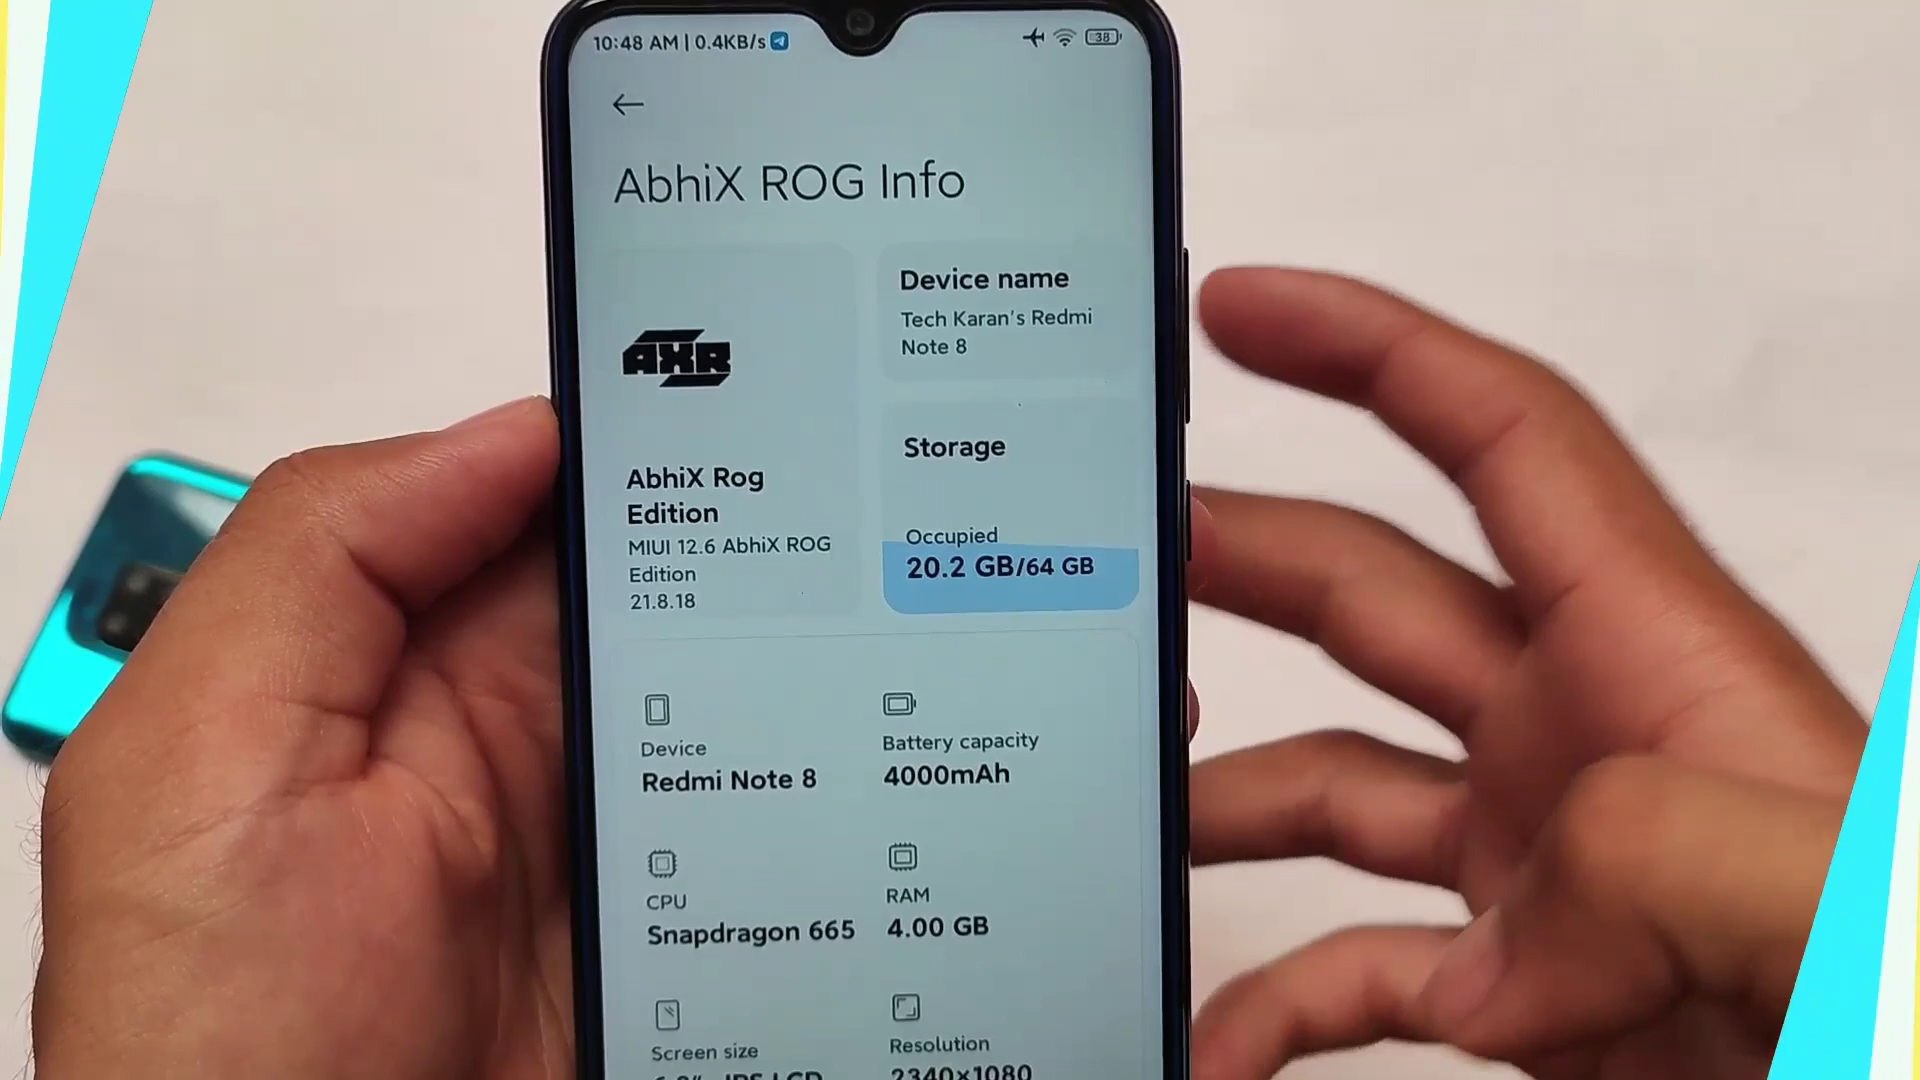 10:48 AM | 0.4KB/s
38
AbhiX ROG Info
AXR
Device name
Tech Karan's Redmi
Note 8
AbhiX Rog
Edition
MIUI 12.6 AbhiX ROG
Edition
21.8.18
Storage
Occupied
20.2 GB/64 GB
Device
Redmi Note 8
Battery capacity
4000mAh
CPU
Snapdragon 665
RAM
4.00 GB
Screen size
Resolution
2340x1080